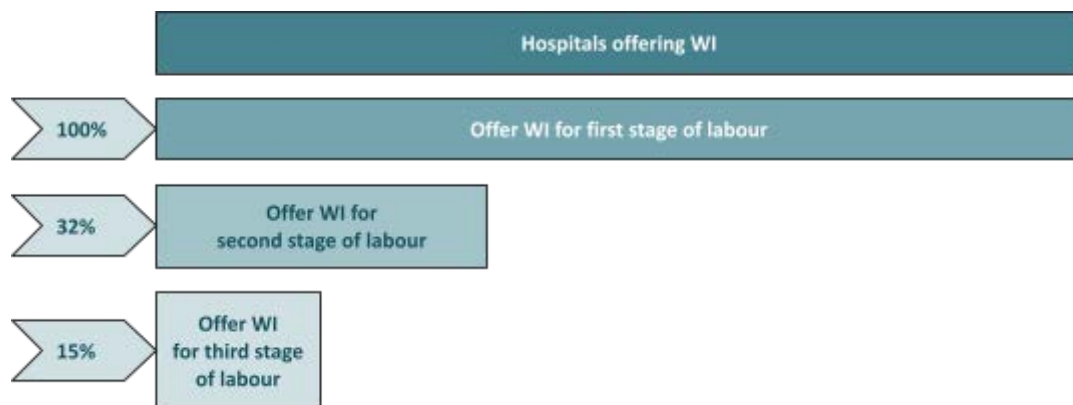 Hospitals offering WI
100%
Offer WI for first stage of labour
32%
Offer WI for
second stage of labour
15%
Offer WI
for third stage
of labour